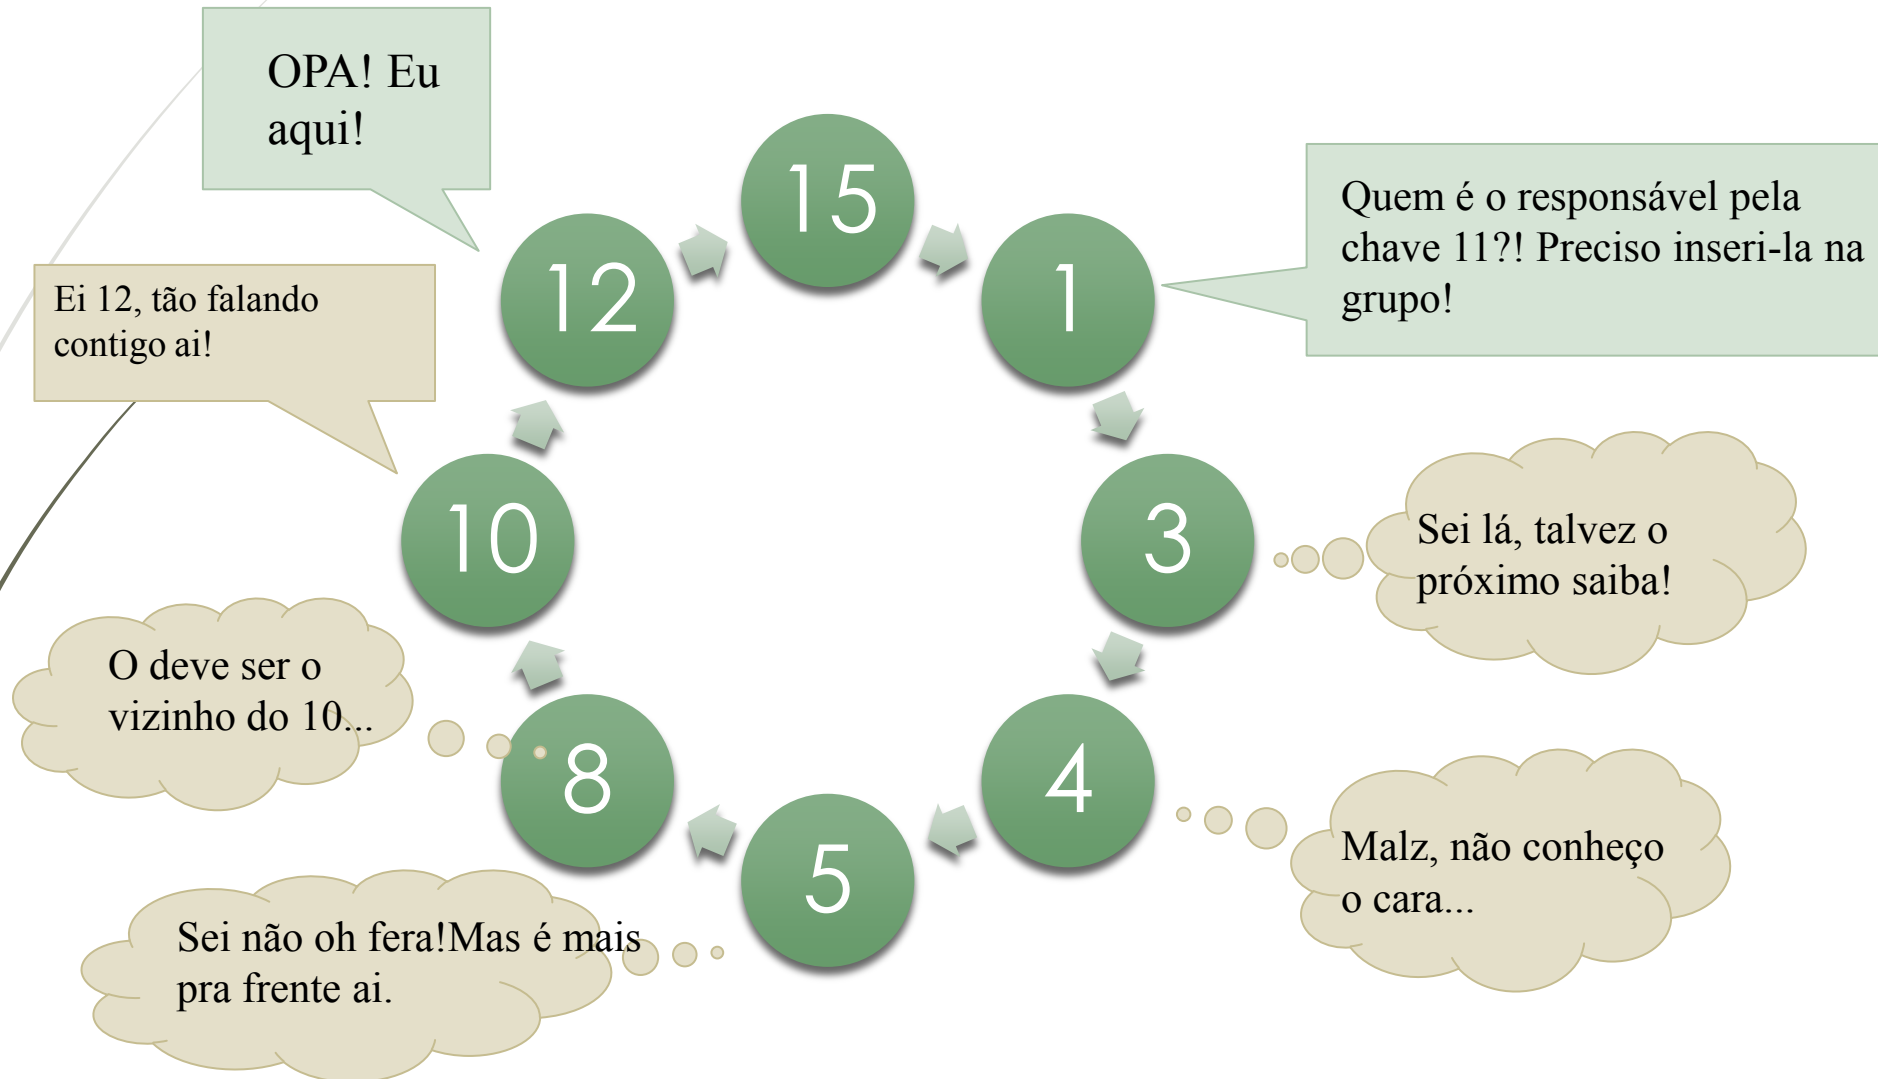 OPA! Eu
aqui!
15
Quem é o responsável pela
chave 11?! Preciso inseri-la na
grupo!
12
1
Ei 12, tão falando
contigo ai!
10
3
Sei lá, talvez o
próximo saiba!
O deve ser o
vizinho do 10...
8
4
Malz, não conheço
o cara...
5
Sei não oh fera!Mas é mais
pra frente ai.